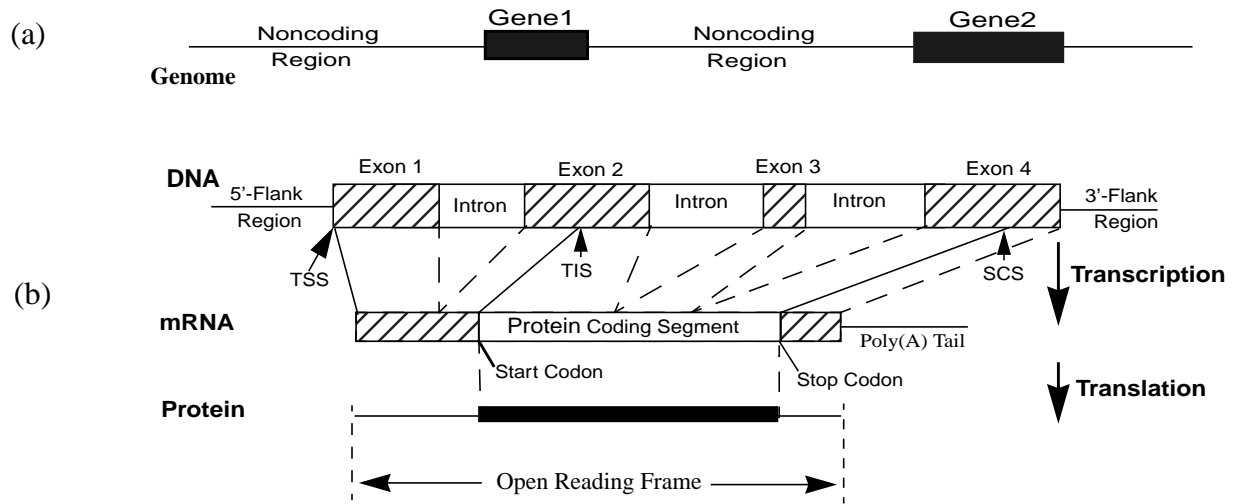 (a)
Noncoding
Region
Gene1
Noncoding
Region
Gene2
Genome
DNA
5'-Flank
Region
Exon 1
Intron
Exon 2
Intron
Exon 3
Intron
Exon 4
3'-Flank
Region
TSS
TIS
SCS
Transcription
(b)
mRNA
Protein Coding Segment
Poly(A) Tail
Start Codon
Stop Codon
Translation
Protein
Open Reading Frame